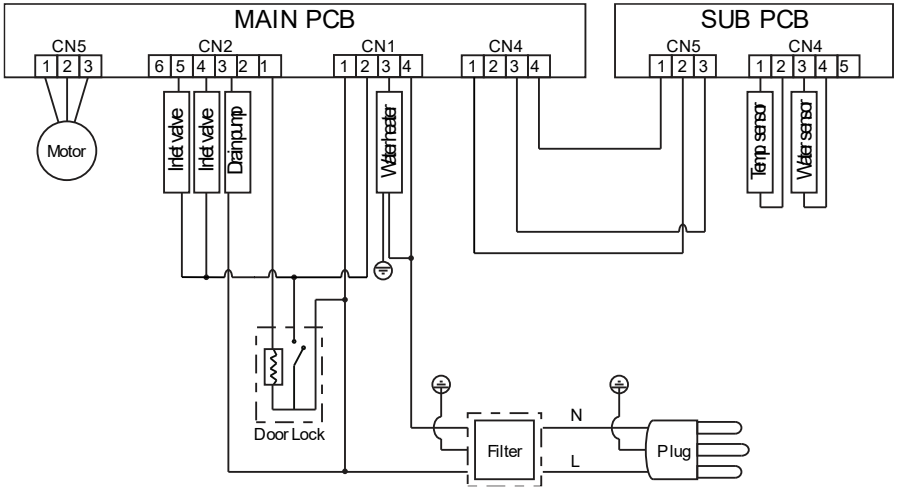 MAIN PCB
SUB PCB
CN5
CN2
CN1
CN4
CN5
CN4
1 2 3
6 5 4 3 2 1
1 2 3 4
1 2 3 4
1 2 3
1 2 3 4 5
Motor
Inlet valve
Inlet valve
Drain pump
Water heater
Temp sensor
Water sensor
Door Lock
N
Filter
Plug
L